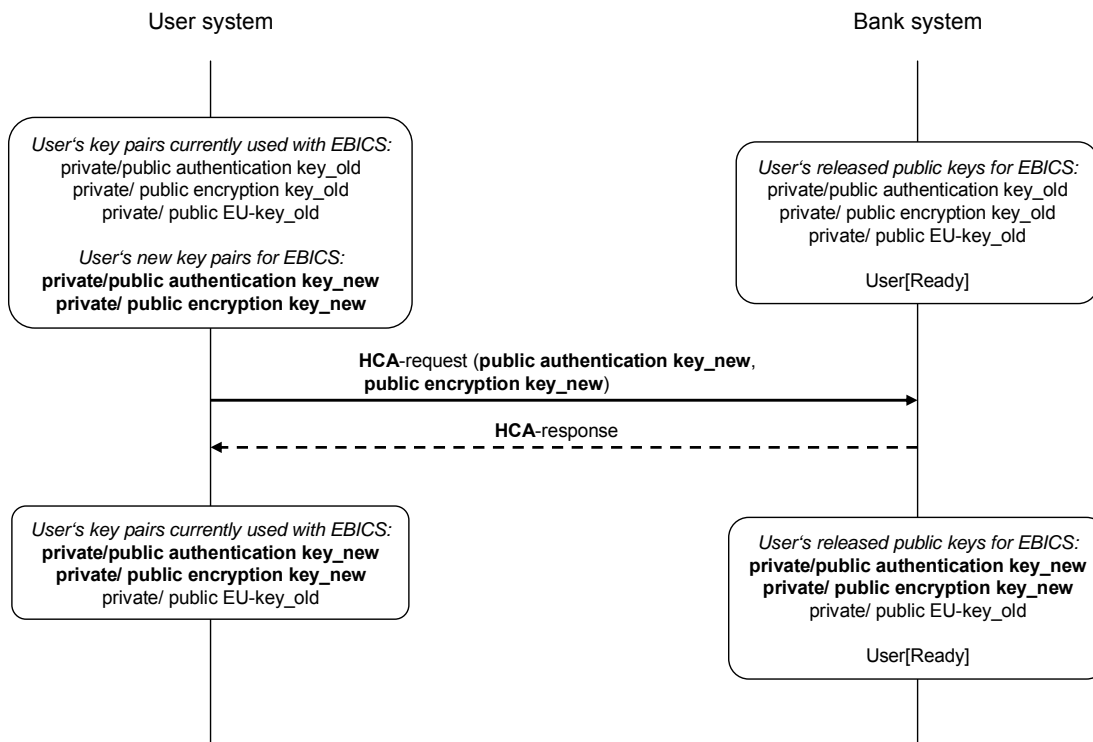 User system
Bank system
User‘s key pairs currently used with EBICS:
private/public authentication key_old
private/ public encryption key_old
private/ public EU-key_old
User‘s new key pairs for EBICS:
private/public authentication key_new
private/ public encryption key_new
User‘s released public keys for EBICS:
private/public authentication key_old
private/ public encryption key_old
private/ public EU-key_old
User[Ready]
HCA-request (public authentication key_new,
public encryption key_new)
HCA-response
User‘s key pairs currently used with EBICS:
private/public authentication key_new
private/ public encryption key_new
private/ public EU-key_old
User‘s released public keys for EBICS:
private/public authentication key_new
private/ public encryption key_new
private/ public EU-key_old
User[Ready]